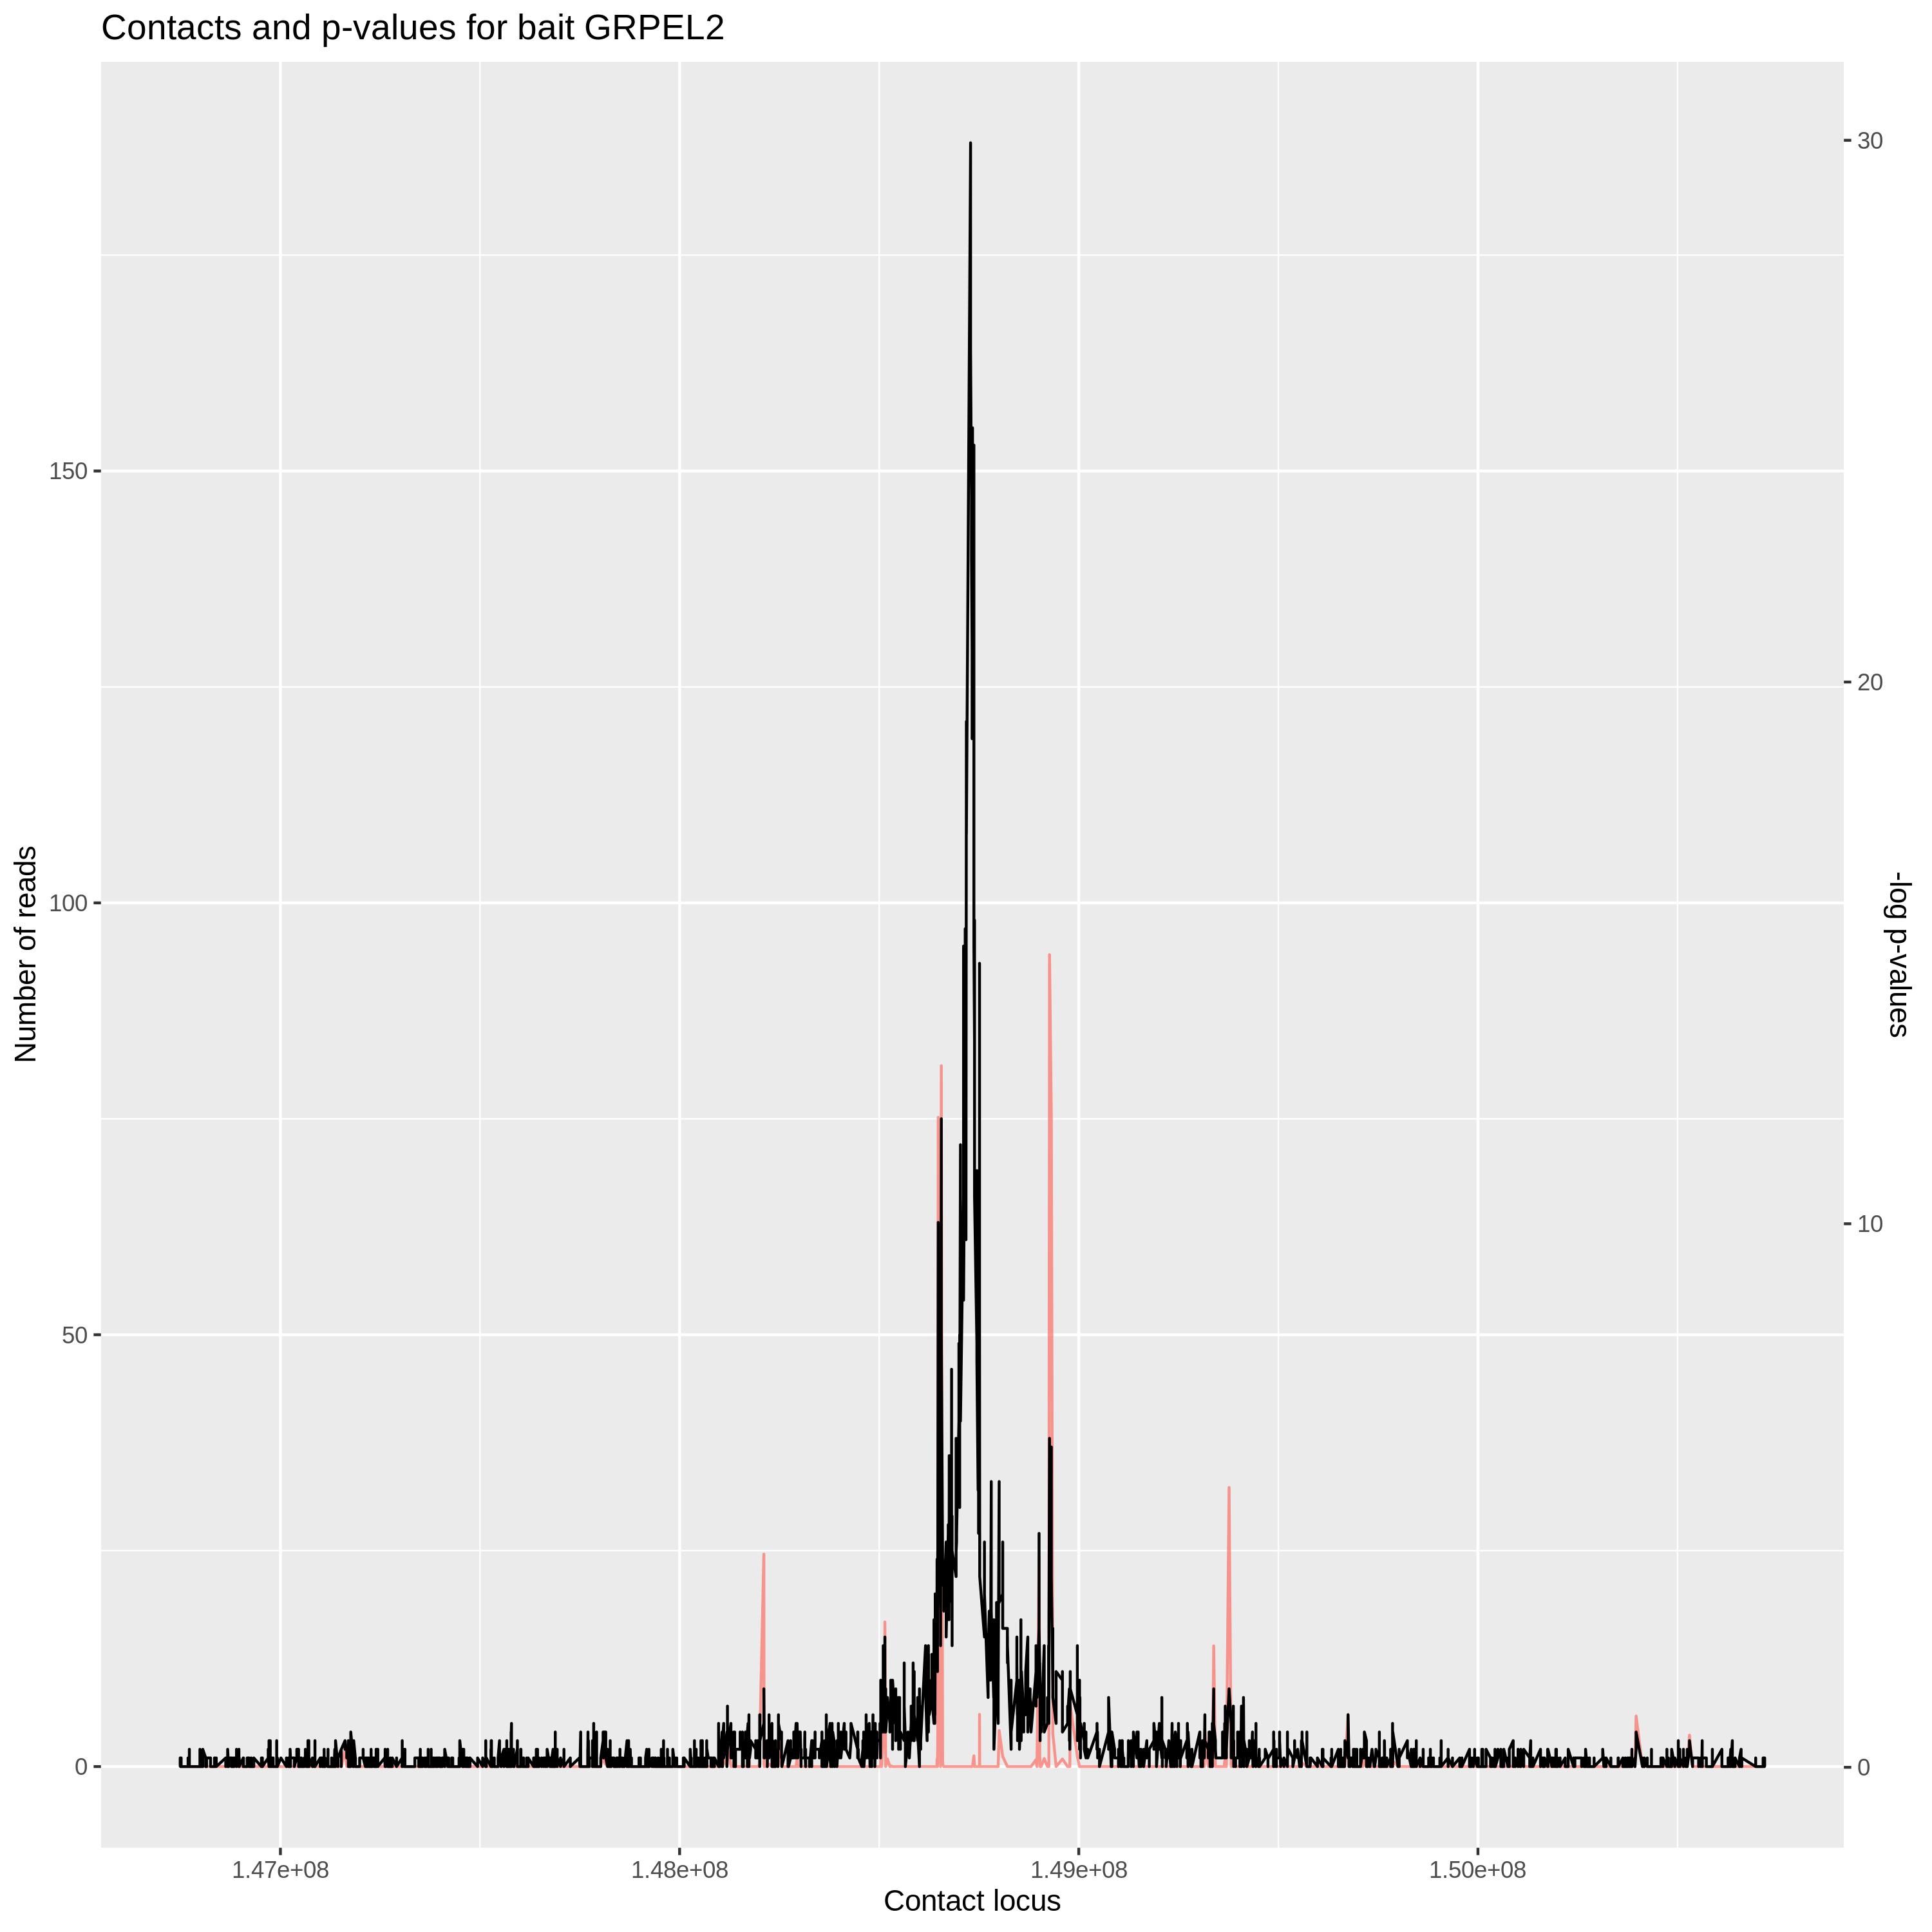 Contacts and p-values for bait GRPEL2
30
150
20
100
Number of reads
-log p-values
10
50
0
0
1.47e+08
1.48e+08
1.49e+08
1.50e+08
Contact locus